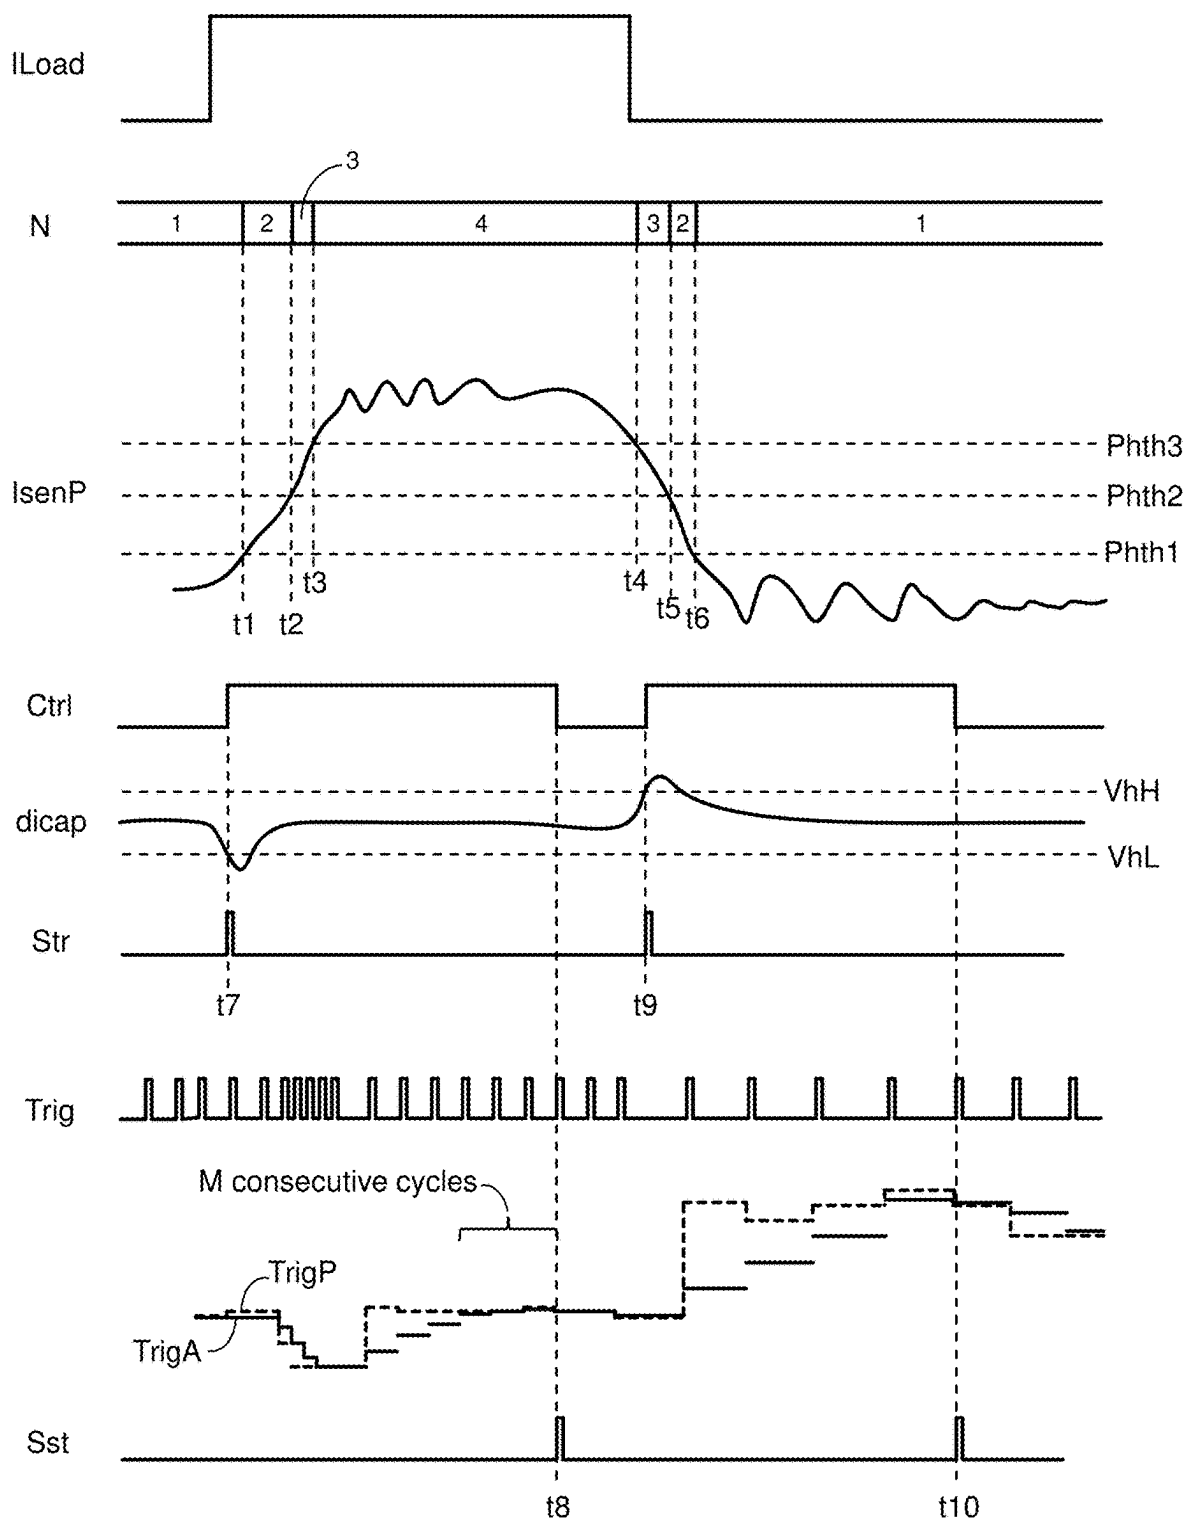 ILoad
3
N 1 2 4 3 2 1
Phth3
IsenP Phth2
Phth1
t3 t4
t1 t2 t5 t6
Ctrl
VhH
dicap
VhL
Str
t7 t9
Trig
M consecutive cycles
TrigP
TrigA
Sst
t8 t10